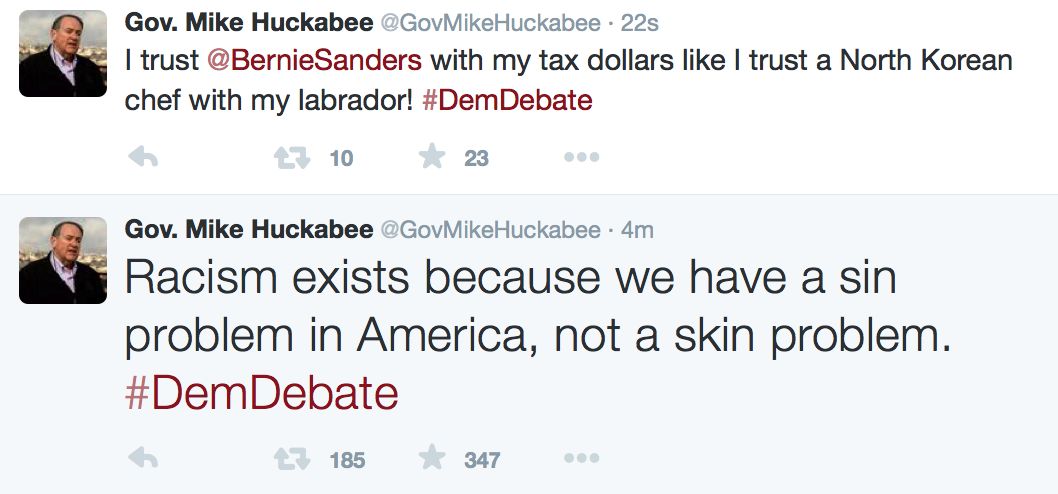 Gov. Mike Huckabee @GovMikeHuckabee · 22s
I trust @BernieSanders with my tax dollars like I trust a North Korean
chef with my labrador! #DemDebate
10 23
Gov. Mike Huckabee @GovMikeHuckabee · 4m
Racism exists because we have a sin
problem in America, not a skin problem.
#DemDebate
185 347